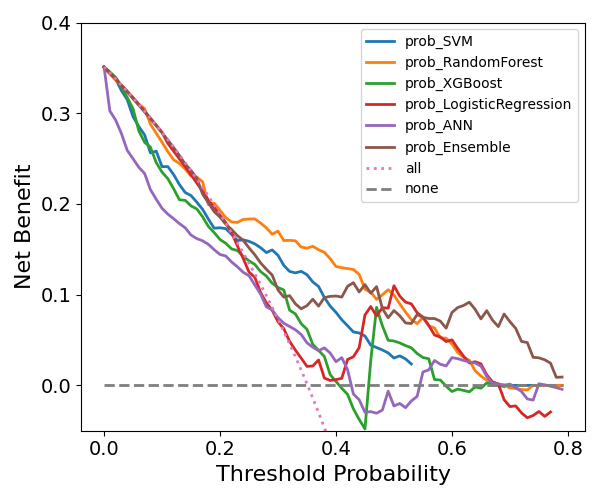 0.4
0.3
0.2
0.1
0.0
Net Benefit
prob_SVM
prob_RandomForest
prob_XGBoost
prob_LogisticRegression
prob_ANN
prob_Ensemble
all
none
0.0 0.2 0.4 0.6 0.8
Threshold Probability